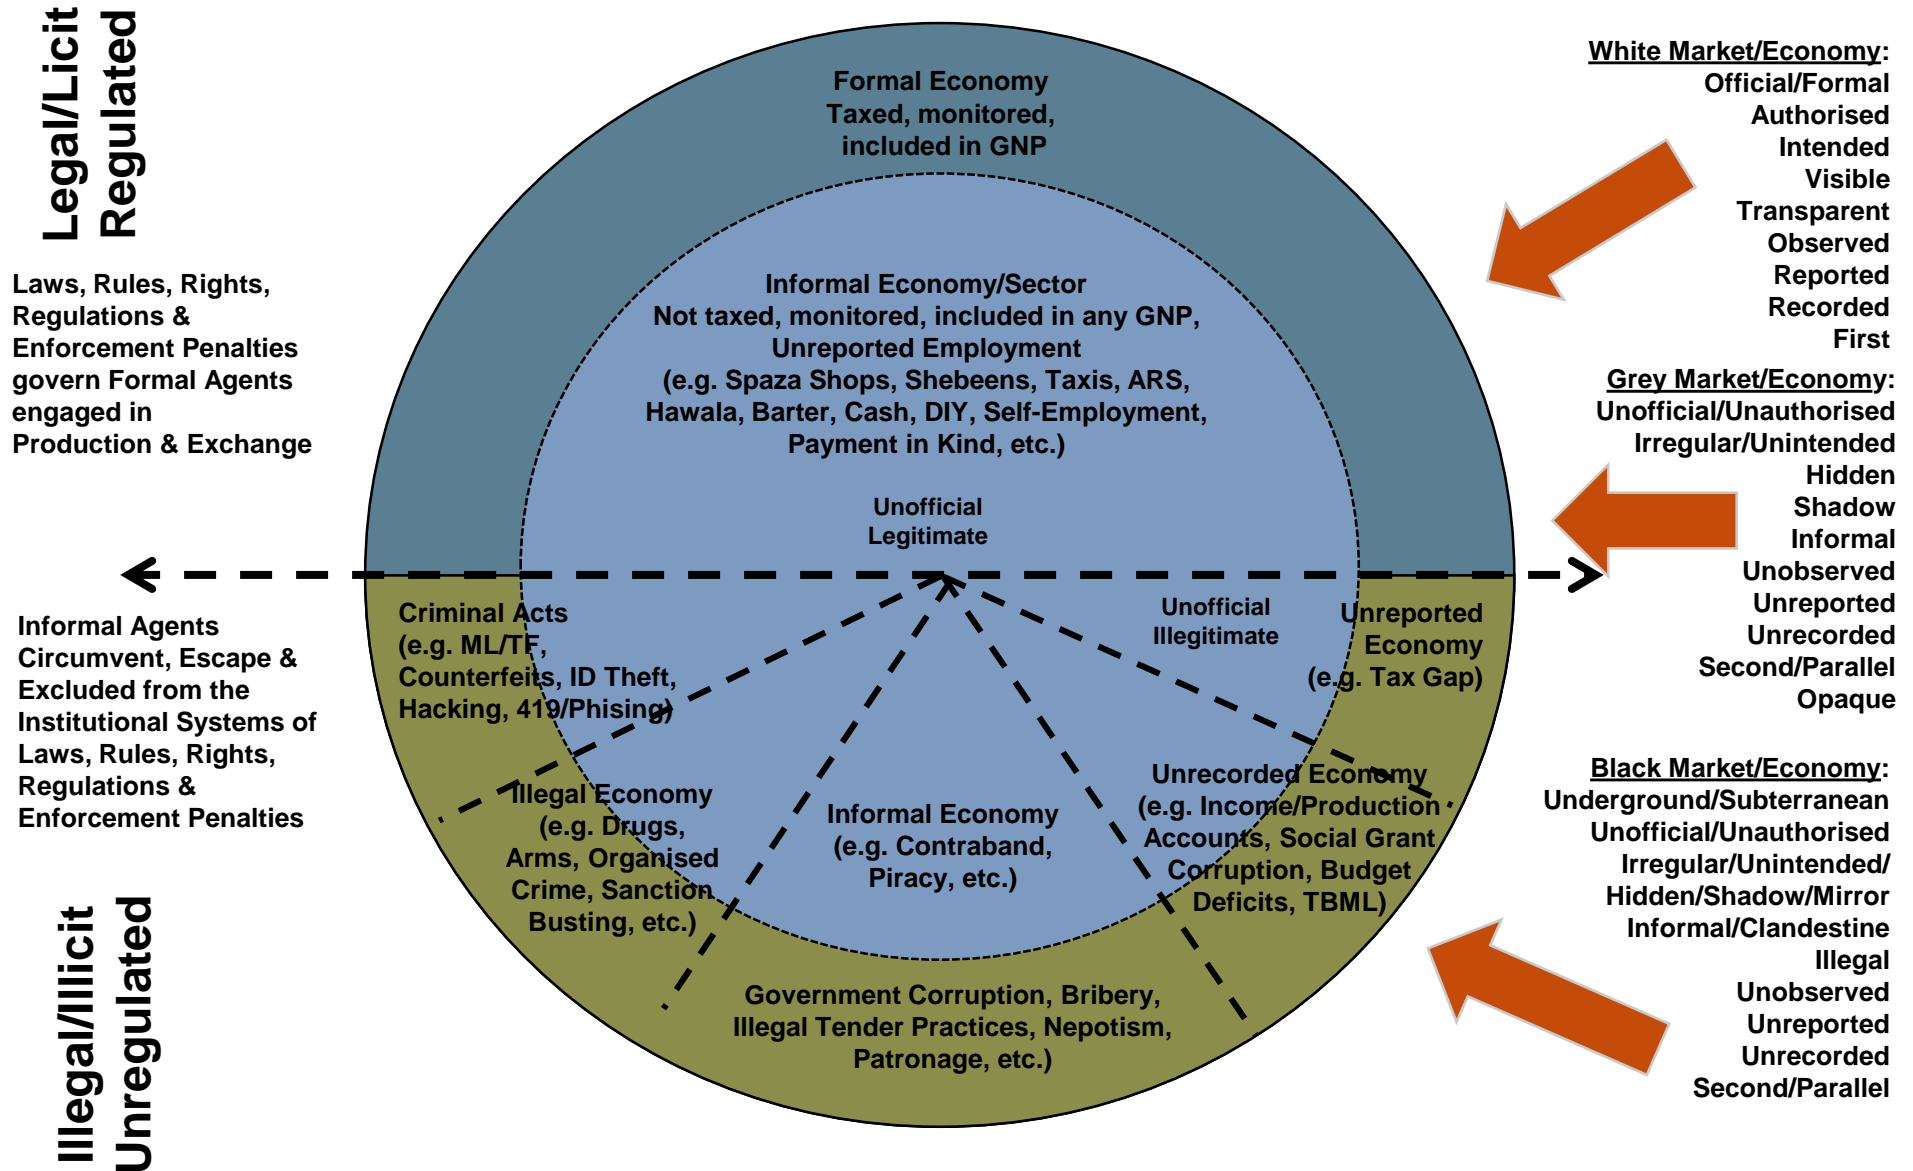 Legal/Licit
Regulated
Laws, Rules, Rights,
Regulations &
Enforcement Penalties
govern Formal Agents
engaged in
Production & Exchange
Informal Agents
Circumvent, Escape &
Excluded from the
Institutional Systems of
Laws, Rules, Rights,
Regulations &
Enforcement Penalties
Illegal/Illicit
Unregulated
Formal Economy
Taxed, monitored,
included in GNP
Informal Economy/Sector
Not taxed, monitored, included in any GNP,
Unreported Employment
(e.g. Spaza Shops, Shebeens, Taxis, ARS,
Hawala, Barter, Cash, DIY, Self-Employment,
Payment in Kind, etc.)
Unofficial
Legitimate
Criminal Acts
(e.g. ML/TF,
Counterfeits, ID Theft,
Hacking, 419/Phising)
Unofficial
Illegitimate
Unreported
Economy
(e.g. Tax Gap)
Illegal Economy
(e.g. Drugs,
Arms, Organised
Crime, Sanction
Busting, etc.)
Informal Economy
(e.g. Contraband,
Piracy, etc.)
Unrecorded Economy
(e.g. Income/Production
Accounts, Social Grant
Corruption, Budget
Deficits, TBML)
Government Corruption, Bribery,
Illegal Tender Practices, Nepotism,
Patronage, etc.)
White Market/Economy:
Official/Formal
Authorised
Intended
Visible
Transparent
Observed
Reported
Recorded
First
Grey Market/Economy:
Unofficial/Unauthorised
Irregular/Unintended
Hidden
Shadow
Informal
Unobserved
Unreported
Unrecorded
Second/Parallel
Opaque
Black Market/Economy:
Underground/Subterranean
Unofficial/Unauthorised
Irregular/Unintended/
Hidden/Shadow/Mirror
Informal/Clandestine
Illegal
Unobserved
Unreported
Unrecorded
Second/Parallel